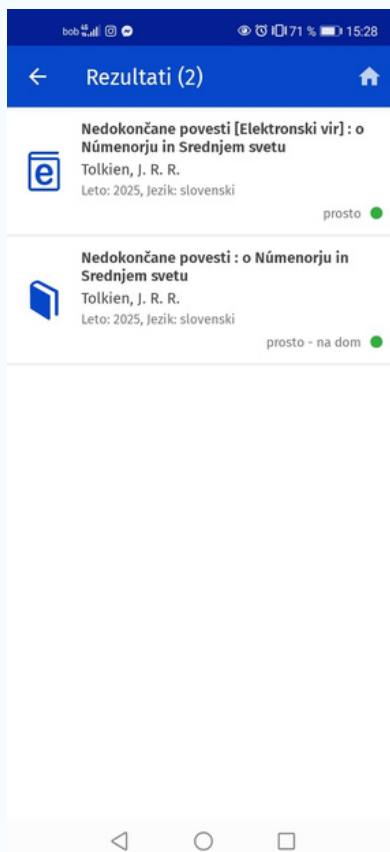 bob 71 % 15:28
Rezultati (2)
Nedokončane povesti [Elektronski vir] : o
Númenorju in Srednjem svetu
Tolkien, J. R. R.
Leto: 2025, Jezik: slovenski
prosto
e
Nedokončane povesti : o Númenorju in
Srednjem svetu
Tolkien, J. R. R.
Leto: 2025, Jezik: slovenski
prosto - na dom